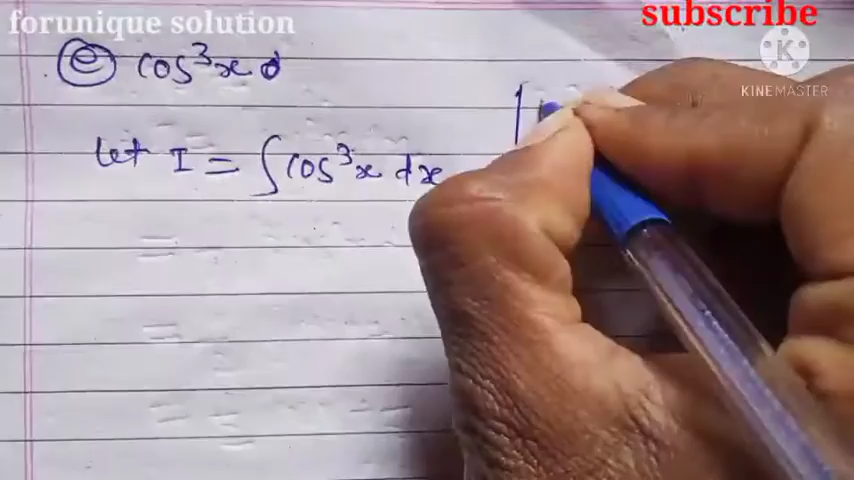 forunique solution
subscribe
KINEMASTER
ⓔ cos³x d
Let I = ∫ cos³x dx